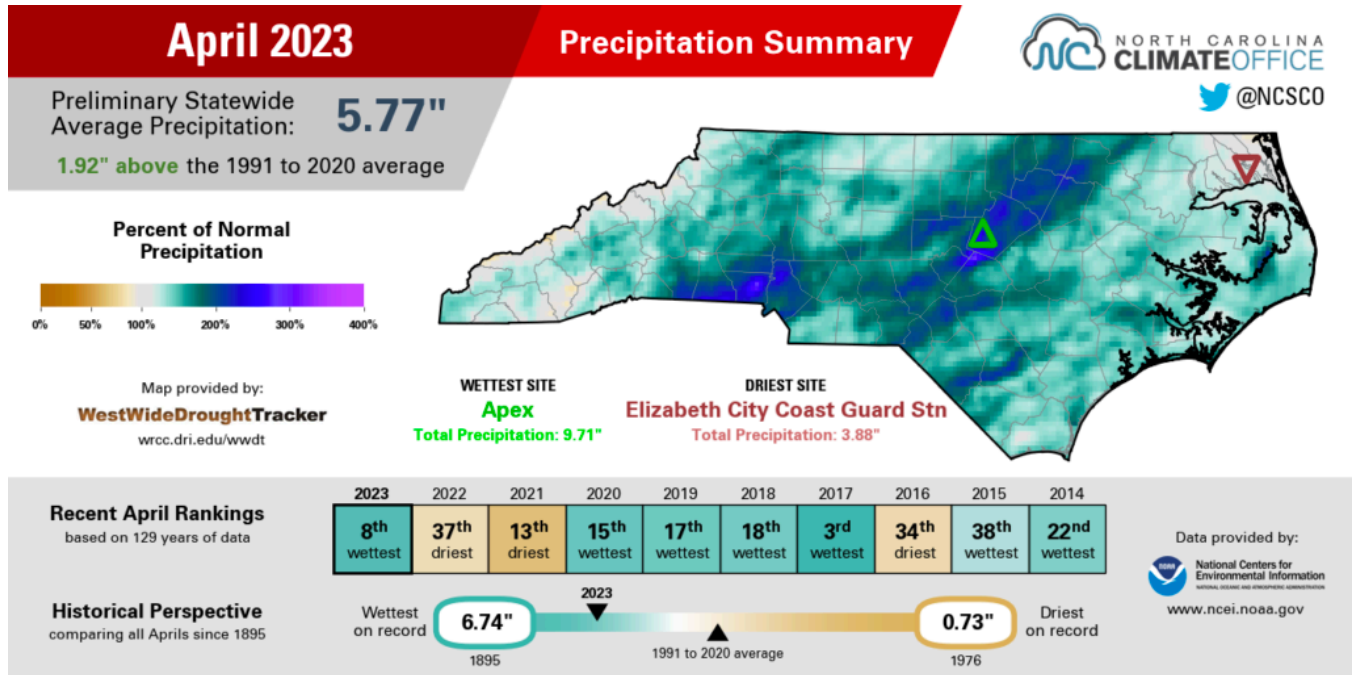 April 2023
Precipitation Summary
NORTH CAROLINA
CLIMATEOFFICE
@NCSCO
Preliminary Statewide
Average Precipitation:
5.77"
1.92" above the 1991 to 2020 average
Percent of Normal
Precipitation
0% 50% 100% 200% 300% 400%
Map provided by:
WestWideDroughtTracker
wrcc.dri.edu/wwdt
WETTEST SITE
Apex
Total Precipitation: 9.71"
DRIEST SITE
Elizabeth City Coast Guard Stn
Total Precipitation: 3.88"
Recent April Rankings
based on 129 years of data
2023 2022 2021 2020 2019 2018 2017 2016 2015 2014
8th 37th 13th 15th 17th 18th 3rd 34th 38th 22nd
wettest driest driest wettest wettest wettest wettest driest wettest wettest
Historical Perspective
comparing all Aprils since 1895
Wettest
on record
6.74"
1895
2023
1991 to 2020 average
0.73"
1976
Driest
on record
Data provided by:
NOAA
National Centers for
Environmental Information
NATIONAL OCEANIC AND ATMOSPHERIC ADMINISTRATION
www.ncei.noaa.gov
NC